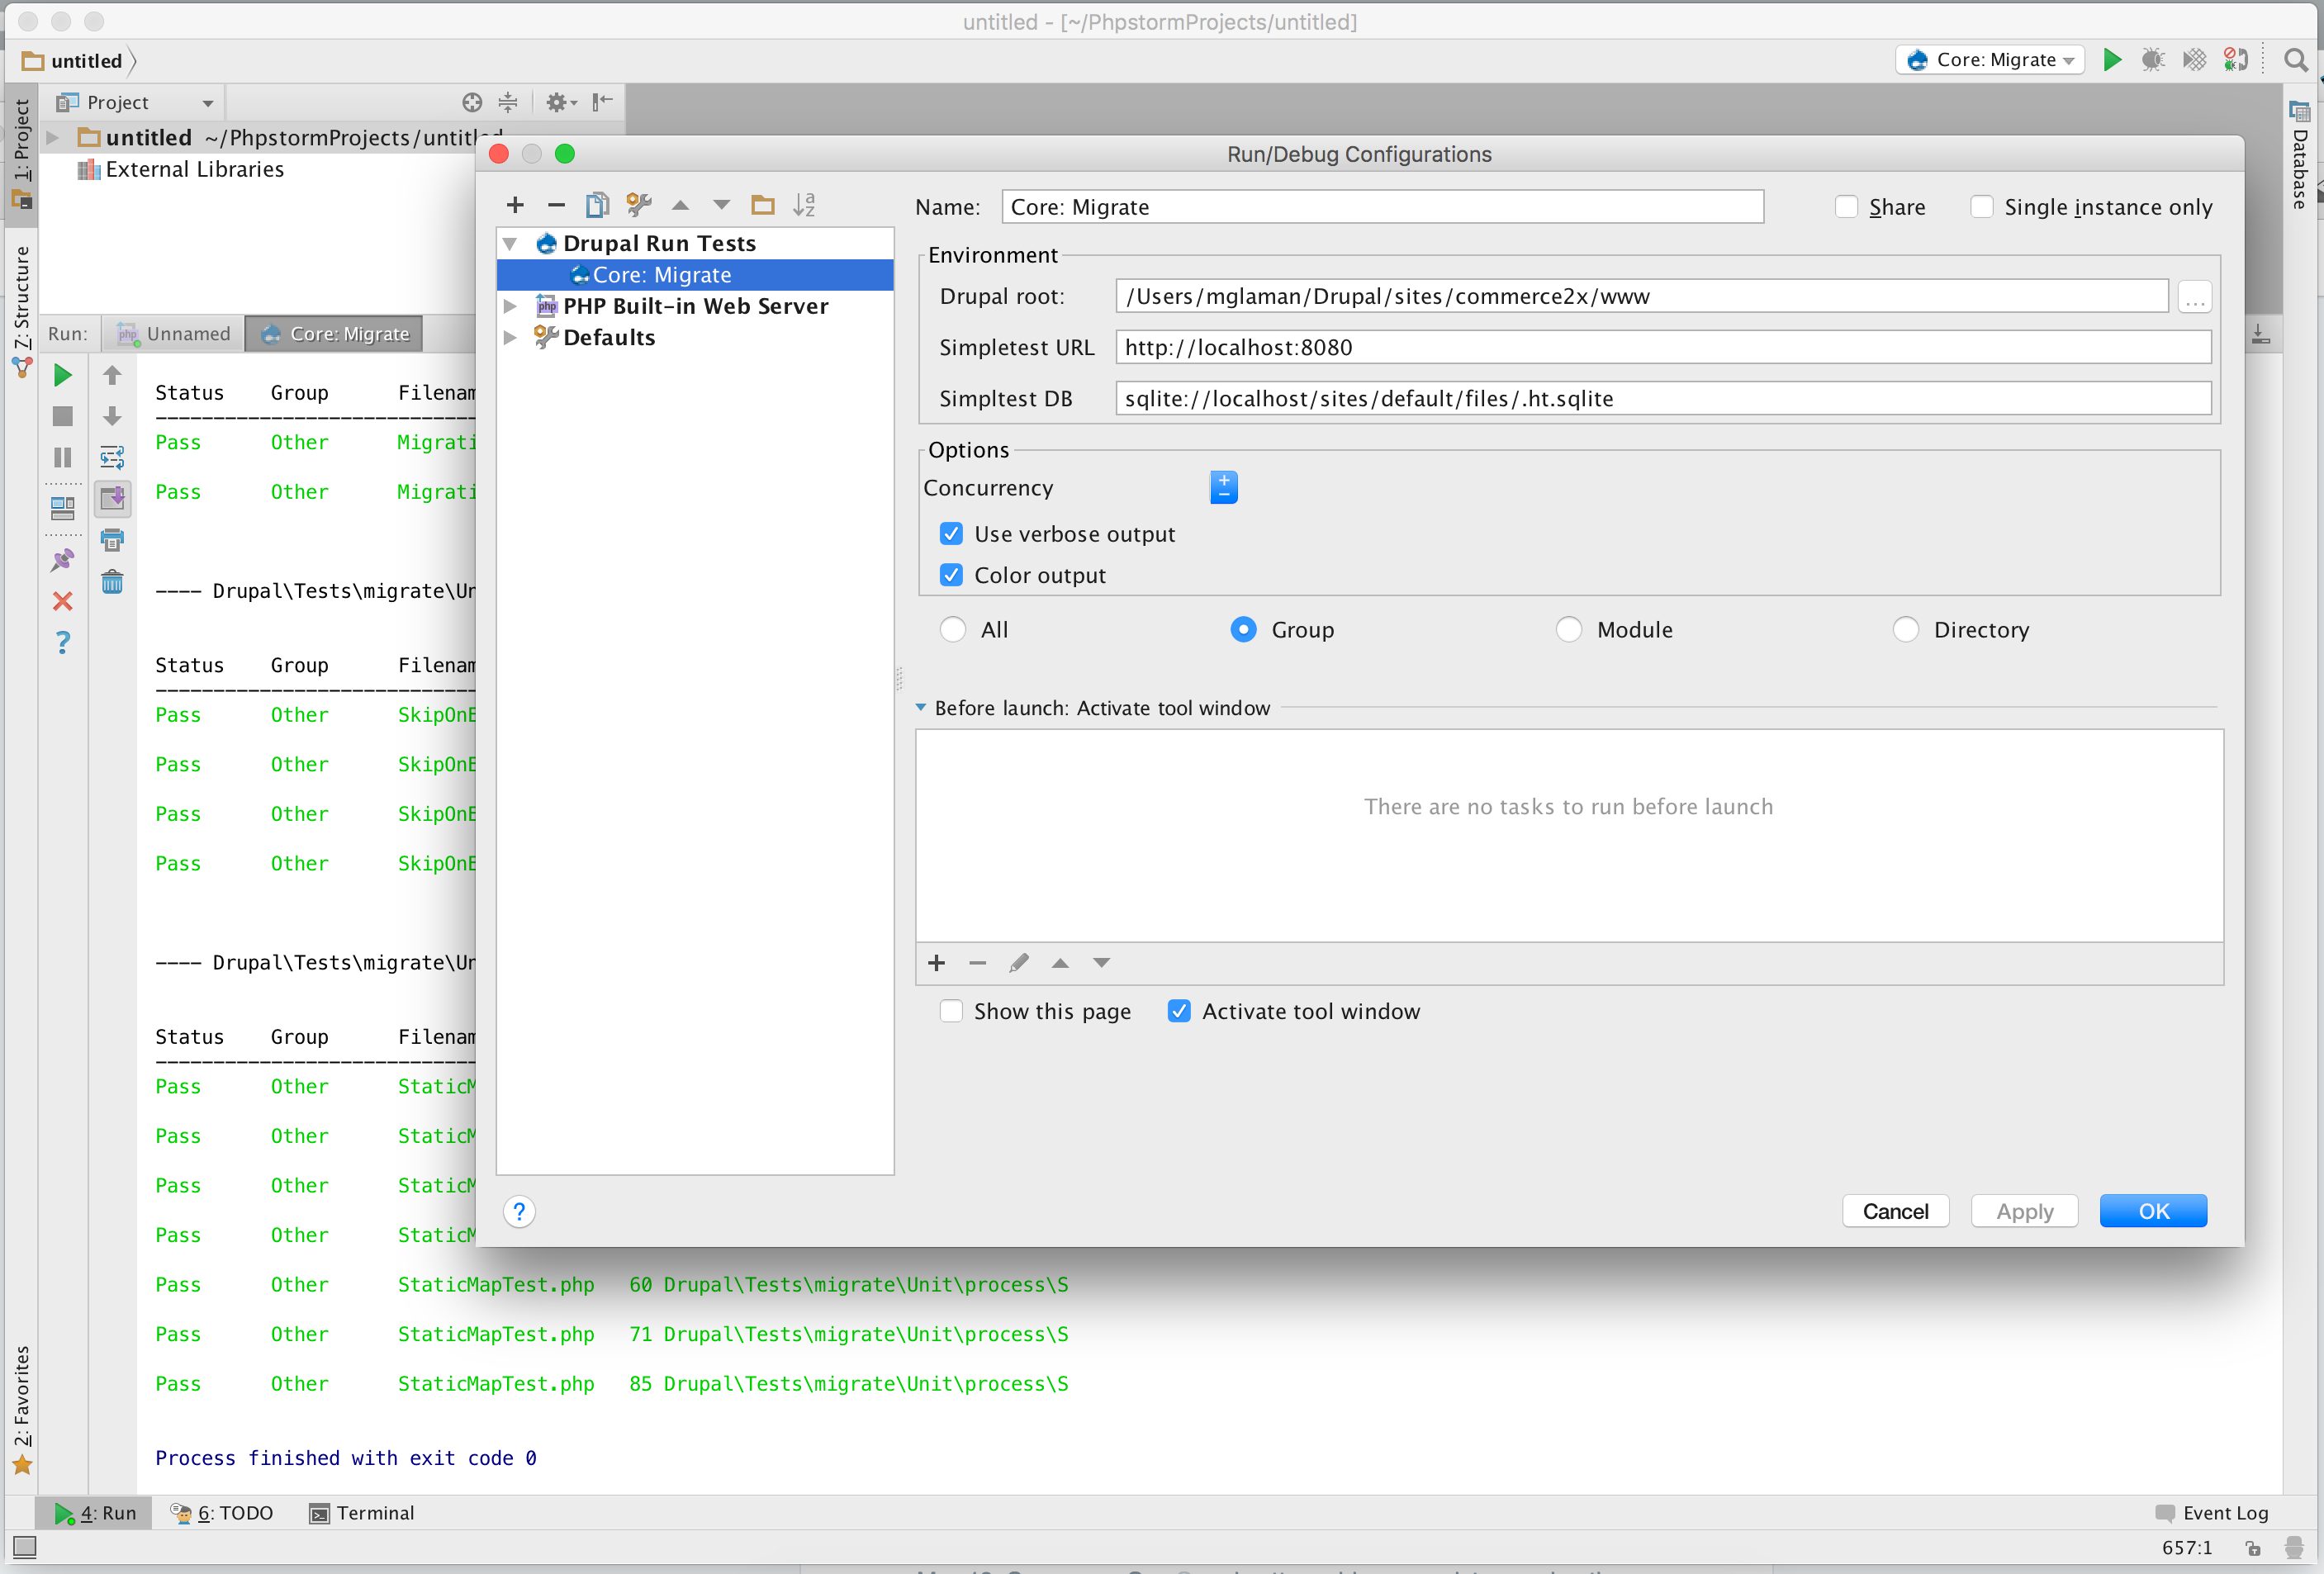 untitled - [~/PhpstormProjects/untitled]
untitled
Core: Migrate
1: Project
Project
untitled ~/PhpstormProjects/untitled
External Libraries
7: Structure
Database
Run: Unnamed Core: Migrate
Status Group Filenam
Pass Other Migrati
Pass Other Migrati
---- Drupal\Tests\migrate\Un
Status Group Filenam
Pass Other SkipOnE
Pass Other SkipOnE
Pass Other SkipOnE
Pass Other SkipOnE
---- Drupal\Tests\migrate\Un
Status Group Filenam
Pass Other StaticM
Pass Other StaticM
Pass Other StaticM
Pass Other StaticM
Pass Other StaticMapTest.php 60 Drupal\Tests\migrate\Unit\process\S
Pass Other StaticMapTest.php 71 Drupal\Tests\migrate\Unit\process\S
Pass Other StaticMapTest.php 85 Drupal\Tests\migrate\Unit\process\S
Process finished with exit code 0
Run/Debug Configurations
Drupal Run Tests
Core: Migrate
PHP Built-in Web Server
Defaults
Name: Core: Migrate
Share
Single instance only
Environment
Drupal root: /Users/mglaman/Drupal/sites/commerce2x/www ...
Simpletest URL http://localhost:8080
Simpltest DB sqlite://localhost/sites/default/files/.ht.sqlite
Options
Concurrency
Use verbose output
Color output
All Group Module Directory
Before launch: Activate tool window
There are no tasks to run before launch
Show this page Activate tool window
? Cancel Apply OK
2: Favorites
4: Run 6: TODO Terminal Event Log
657:1